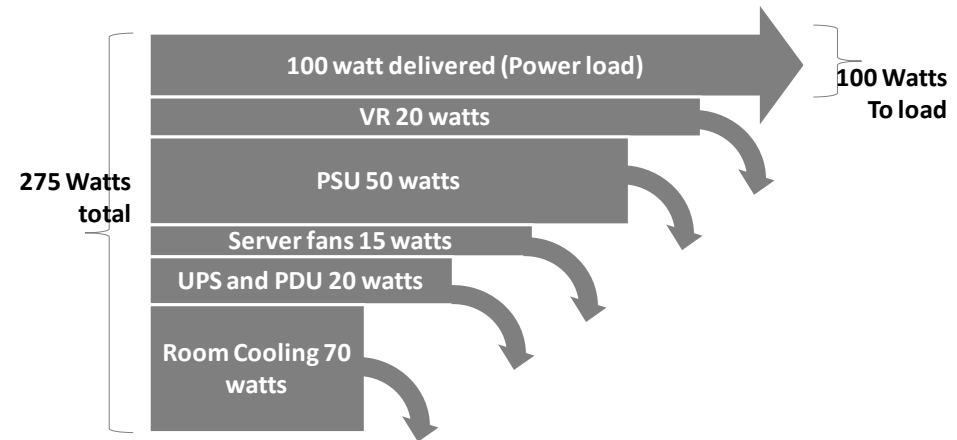 100 watt delivered (Power load)
100 Watts
To load
VR 20 watts
275 Watts
total
PSU 50 watts
Server fans 15 watts
UPS and PDU 20 watts
Room Cooling 70
watts